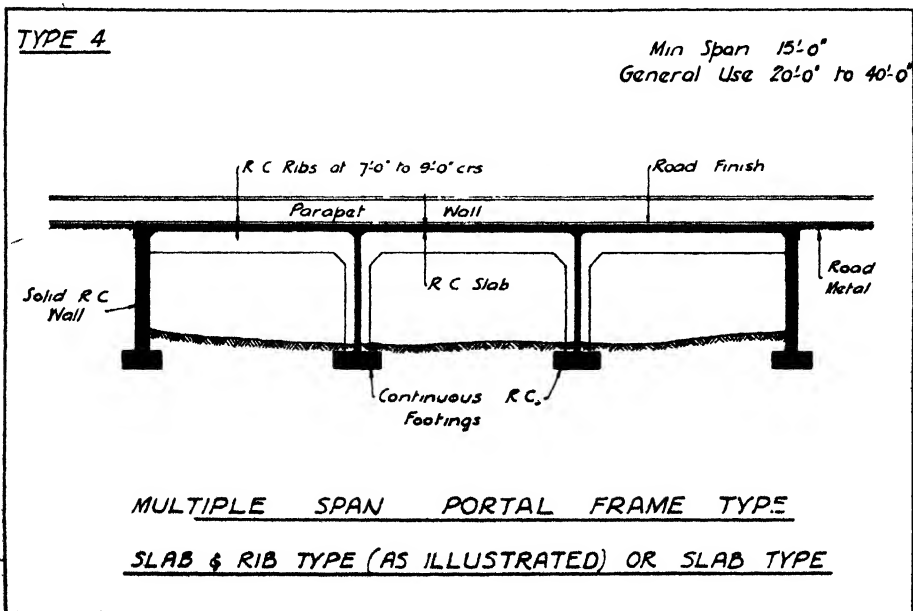 TYPE 4
Min Span 15'-0"
General Use 20'-0" to 40'-0"
R C Ribs at 7'-0" to 9'-0" crs
Road Finish
Parapet Wall
R C Slab
Road
Metal
Solid R C
Wall
Continuous R C.
Footings
MULTIPLE SPAN PORTAL FRAME TYPE
SLAB & RIB TYPE (AS ILLUSTRATED) OR SLAB TYPE